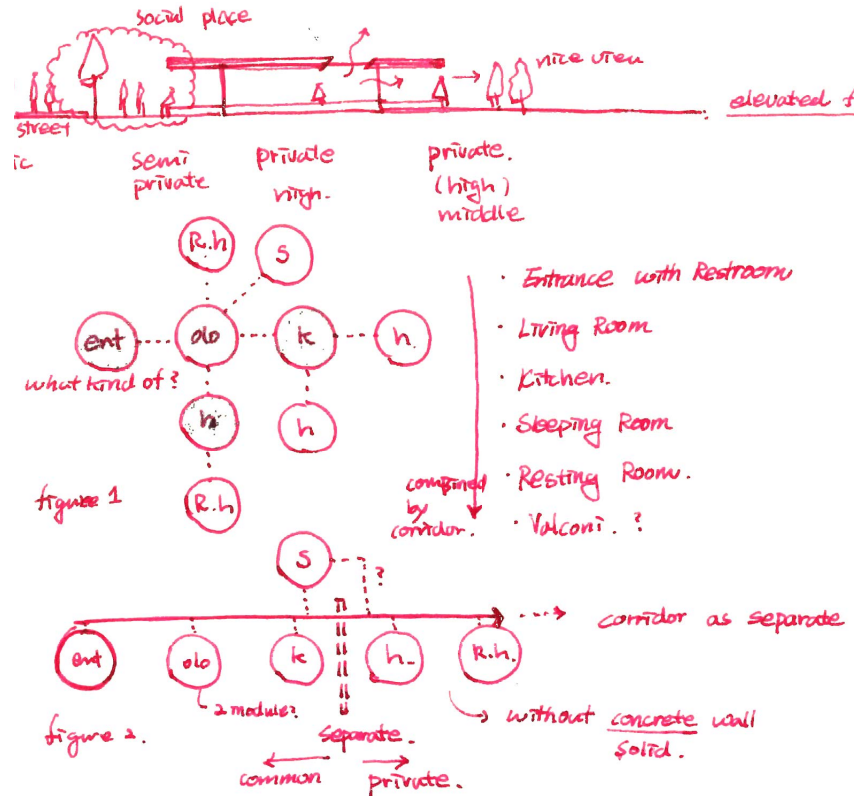 social place
nice view
elevated f
street
ic
semi
private
private
high.
private.
(high)
middle
R.h
S
ent
olo
k
h
what kind of?
h
h
R.h
figure 1
· Entrance with Restroom
· Living Room
· Kitchen.
· Sleeping Room
· Resting Room.
· Valconi. ?
combined
by
corridor.
S
?
corridor as separate
ent
olo
k
h
R.h.
2 module?
figure 2.
separate.
common
private.
without concrete wall
solid.